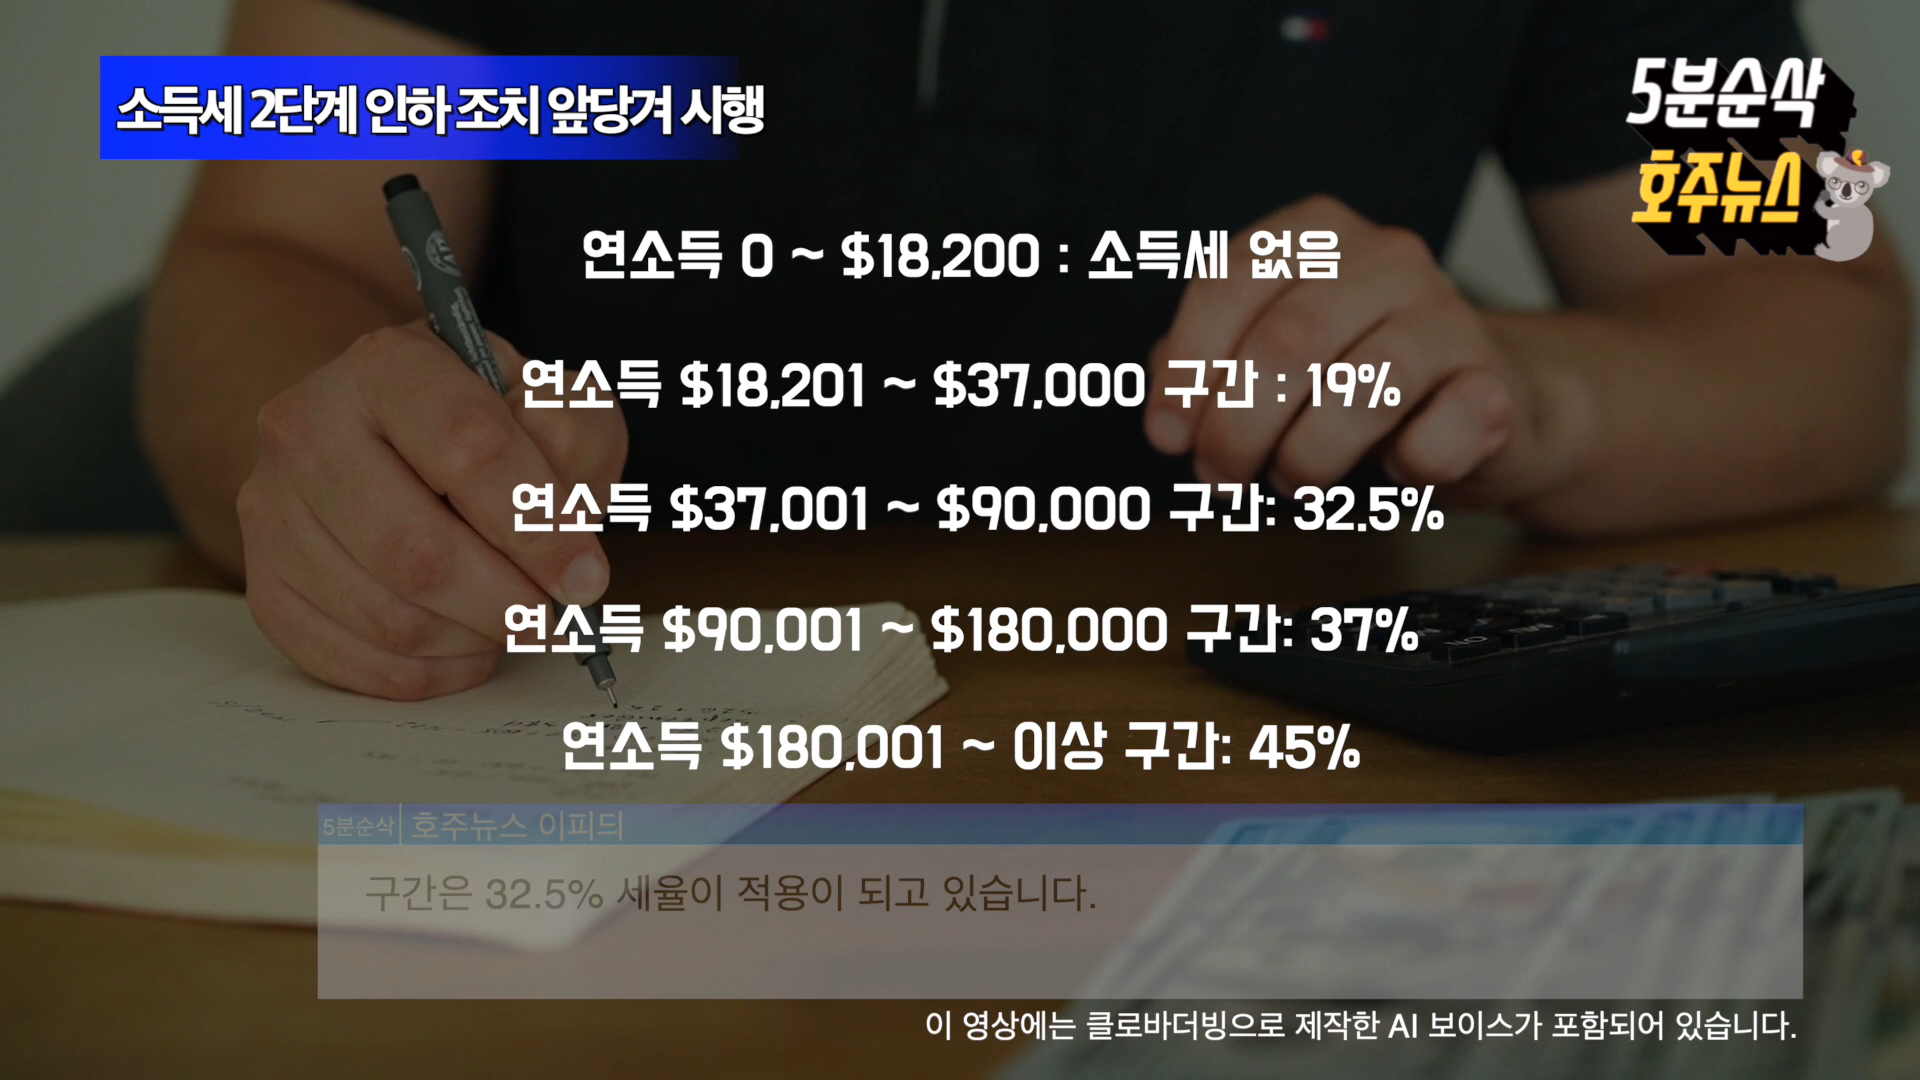 소득세 2단계 인하 조치 앞당겨 시행
5분순삭
호주뉴스
연소득 0 ~ $18,200 : 소득세 없음
연소득 $18,201 ~ $37,000 구간 : 19%
연소득 $37,001 ~ $90,000 구간: 32.5%
연소득 $90,001 ~ $180,000 구간: 37%
연소득 $180,001 ~ 이상 구간: 45%
5분순삭 호주뉴스 이피듸
구간은 32.5% 세율이 적용이 되고 있습니다.
이 영상에는 클로바더빙으로 제작한 AI 보이스가 포함되어 있습니다.